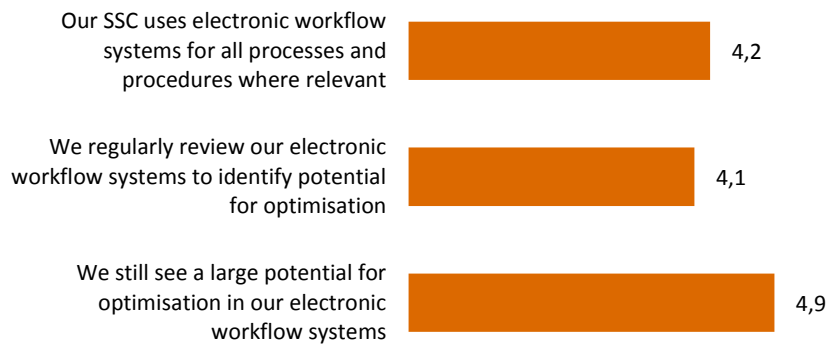 Our SSC uses electronic workflow
systems for all processes and
procedures where relevant
4,2
We regularly review our electronic
workflow systems to identify potential
for optimisation
4,1
We still see a large potential for
optimisation in our electronic
workflow systems
4,9